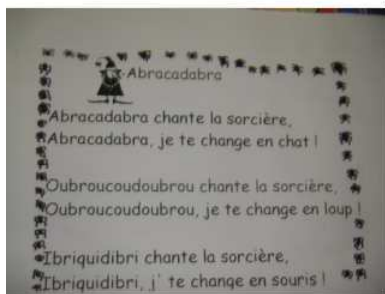 Abracadabra
Abracadabra chante la sorcière,
Abracadabra, je te change en chat !
Oubroucoudoubrou chante la sorcière,
Oubroucoudoubrou, je te change en loup !
Ibriquidibri chante la sorcière,
Ibriquidibri, j' te change en souris !